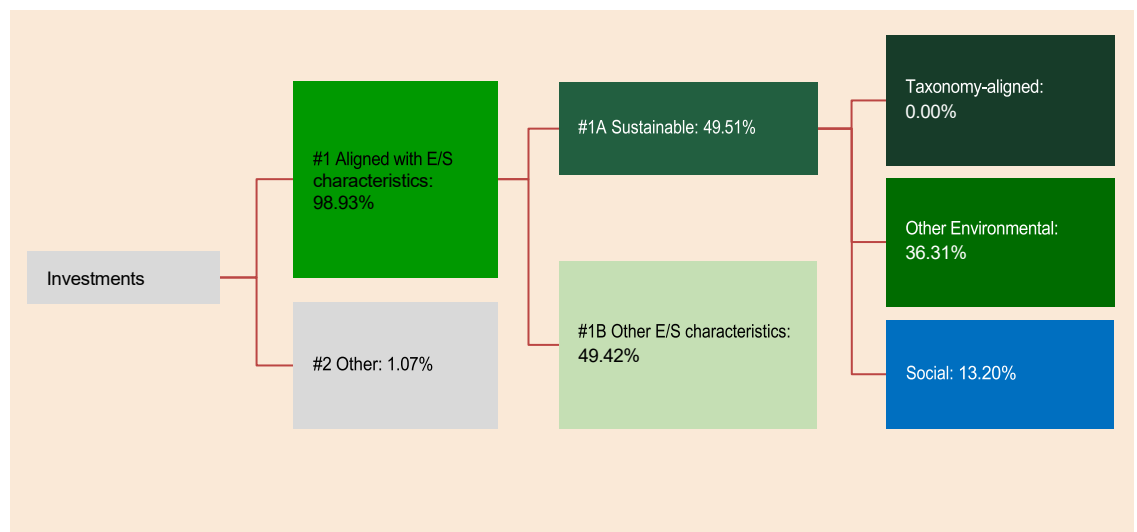 Investments
#1 Aligned with E/S
characteristics:
98.93%
#2 Other: 1.07%
#1A Sustainable: 49.51%
#1B Other E/S characteristics:
49.42%
Taxonomy-aligned:
0.00%
Other Environmental:
36.31%
Social: 13.20%